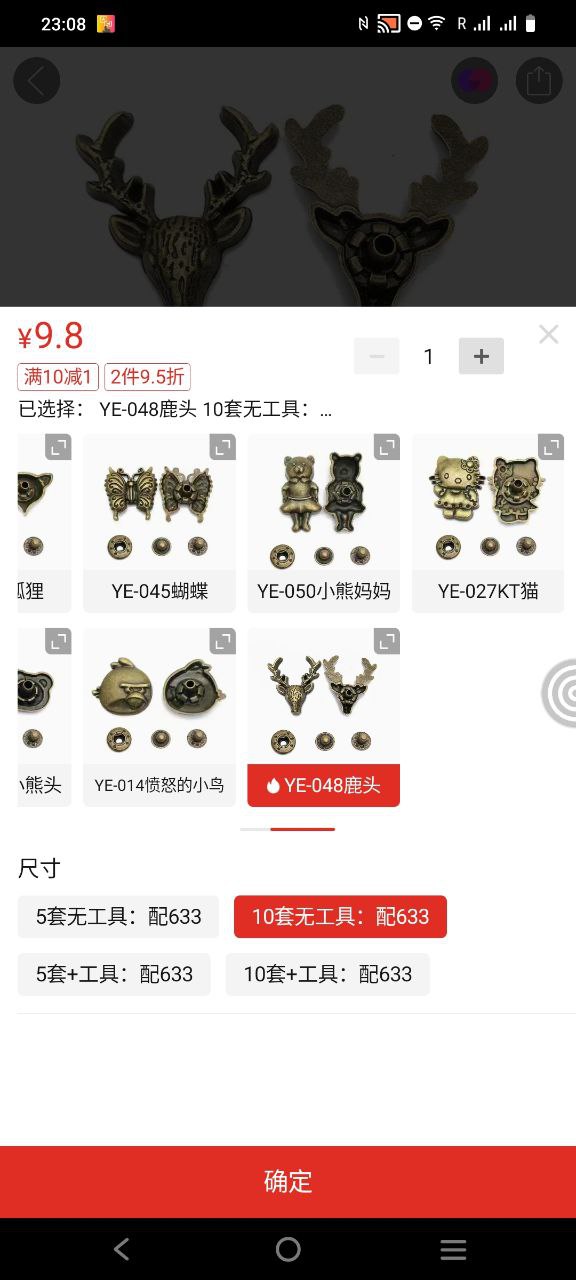 23:08
R
¥9.8
1
满10减1 2件9.5折
已选择： YE-048鹿头 10套无工具：...
狐狸
YE-045蝴蝶
YE-050小熊妈妈
YE-027KT猫
小熊头
YE-014愤怒的小鸟
YE-048鹿头
尺寸
5套无工具：配633
10套无工具：配633
5套+工具：配633
10套+工具：配633
确定